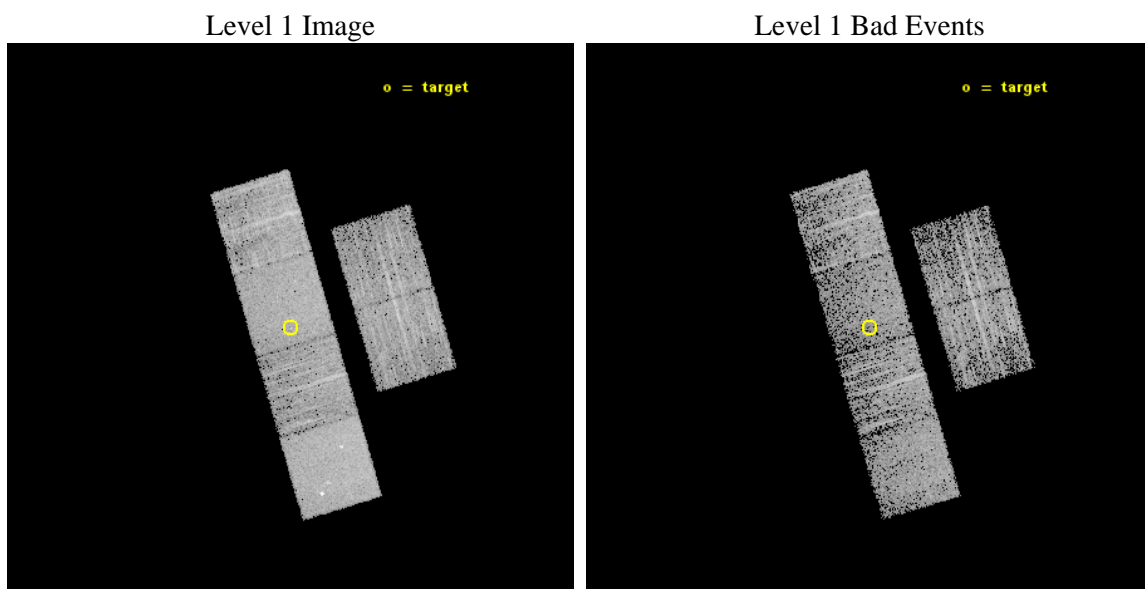 Level 1 Image
Level 1 Bad Events
o = target
o = target